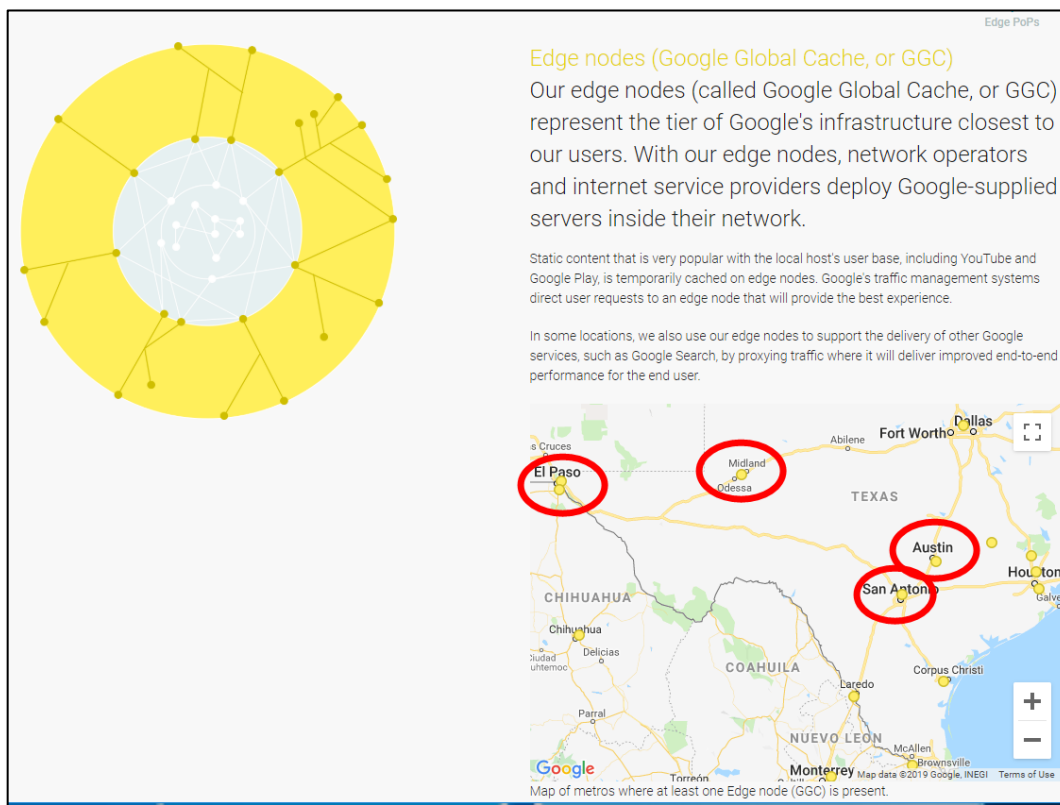 Edge PoPs
Edge nodes (Google Global Cache, or GGC)
Our edge nodes (called Google Global Cache, or GGC)
represent the tier of Google's infrastructure closest to
our users. With our edge nodes, network operators
and internet service providers deploy Google-supplied
servers inside their network.
Static content that is very popular with the local host's user base, including YouTube and
Google Play, is temporarily cached on edge nodes. Google's traffic management systems
direct user requests to an edge node that will provide the best experience.
In some locations, we also use our edge nodes to support the delivery of other Google
services, such as Google Search, by proxying traffic where it will deliver improved end-to-end
performance for the end user.
Dallas
Fort Worth
Abilene
s Cruces
Midland
El Paso
Odessa
TEXAS
Austin
Houston
San Antonio
Galve
CHIHUAHUA
Chihuahua
Ciudad
uhtemoc
Delicias
COAHUILA
Corpus Christi
Laredo
Parral
NUEVO LEON
McAllen
Brownsville
Monterrey
Torreón
Google
Map data ©2019 Google, INEGI
Terms of Use
Map of metros where at least one Edge node (GGC) is present.